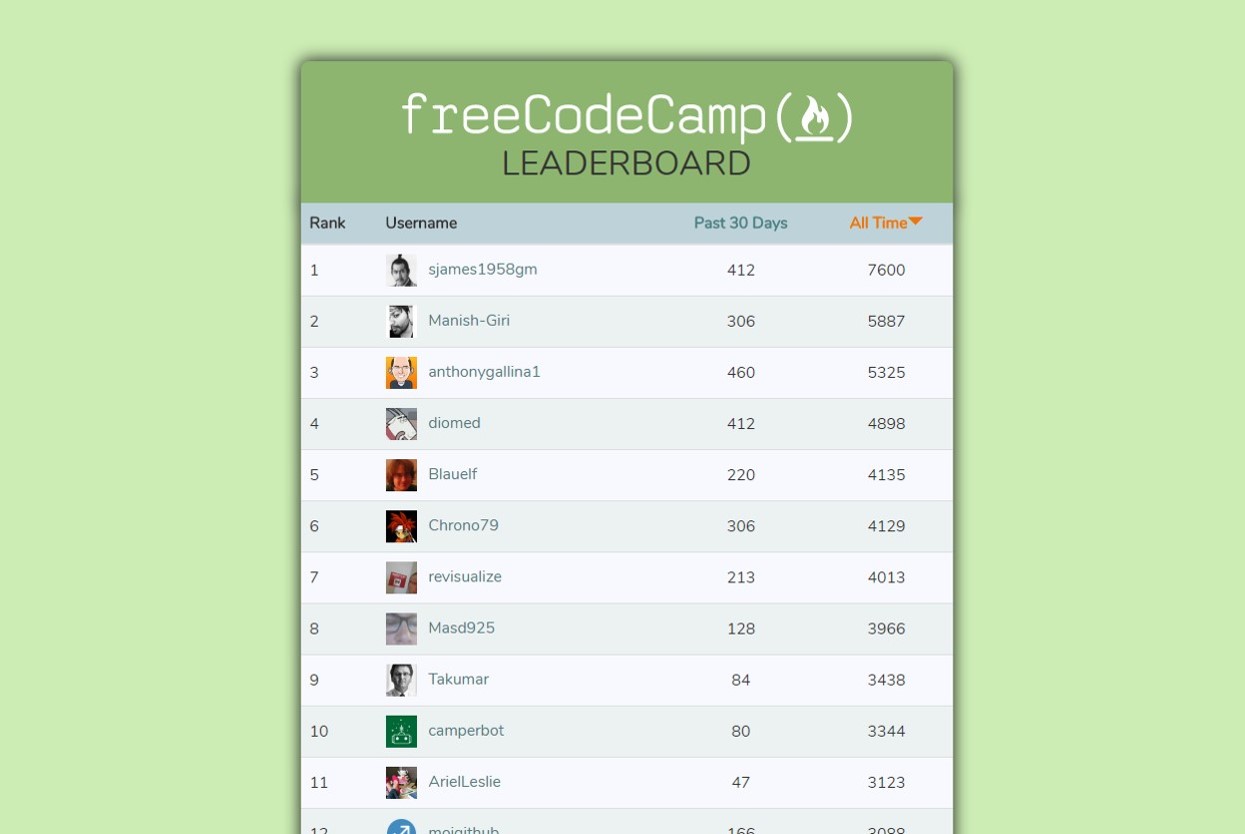 freeCodeCamp(🔥)
LEADERBOARD
Rank Username Past 30 Days All Time
1 sjames1958gm 412 7600
2 Manish-Giri 306 5887
3 anthonygallina1 460 5325
4 diomed 412 4898
5 Blauelf 220 4135
6 Chrono79 306 4129
7 revisualize 213 4013
8 Masd925 128 3966
9 Takumar 84 3438
10 camperbot 80 3344
11 ArielLeslie 47 3123
12 moigithub 166 3088